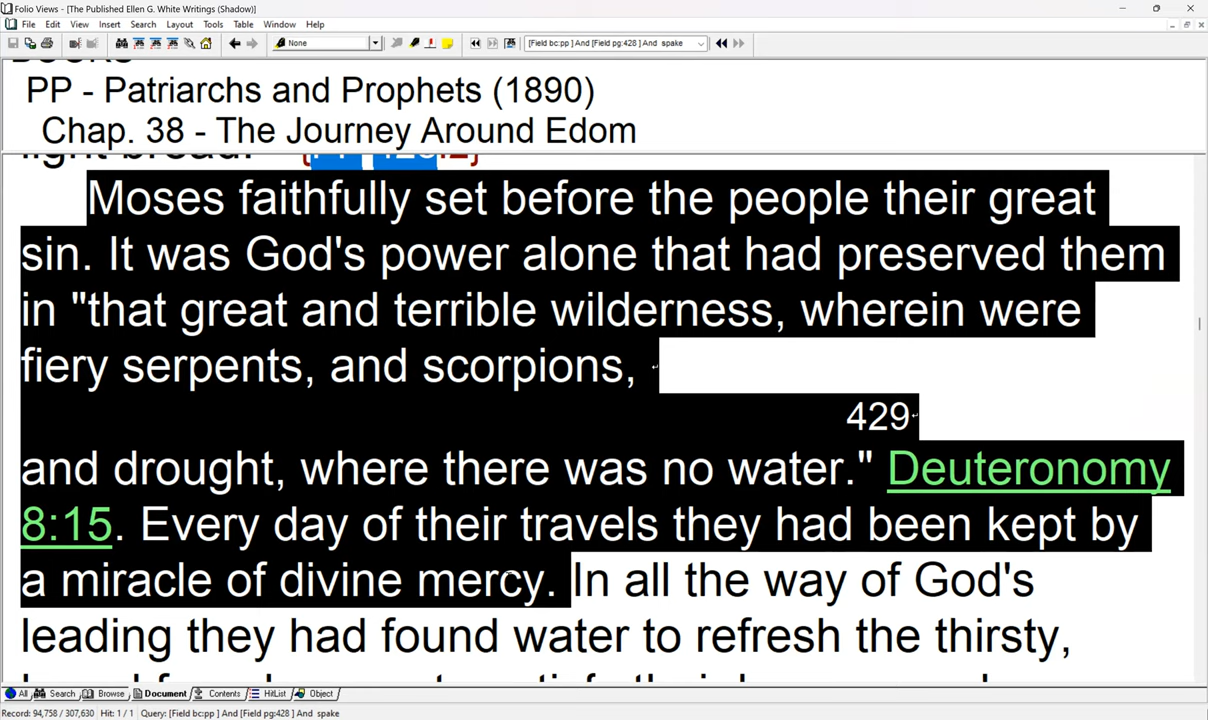 Folio Views - [The Published Ellen G. White Writings (Shadow)]
File Edit View Insert Search Layout Tools Table Window Help
None
[Field bc:pp ] And [Field pg:428 ] And spake
PP - Patriarchs and Prophets (1890)
Chap. 38 - The Journey Around Edom
Moses faithfully set before the people their great
sin. It was God's power alone that had preserved them
in "that great and terrible wilderness, wherein were
fiery serpents, and scorpions,
429
and drought, where there was no water." Deuteronomy
8:15. Every day of their travels they had been kept by
a miracle of divine mercy. In all the way of God's
leading they had found water to refresh the thirsty,
All Search Browse Document Contents HitList Object
Record: 94,758 / 307,630 Hit: 1 / 1 Query: [Field bc:pp ] And [Field pg:428 ] And spake